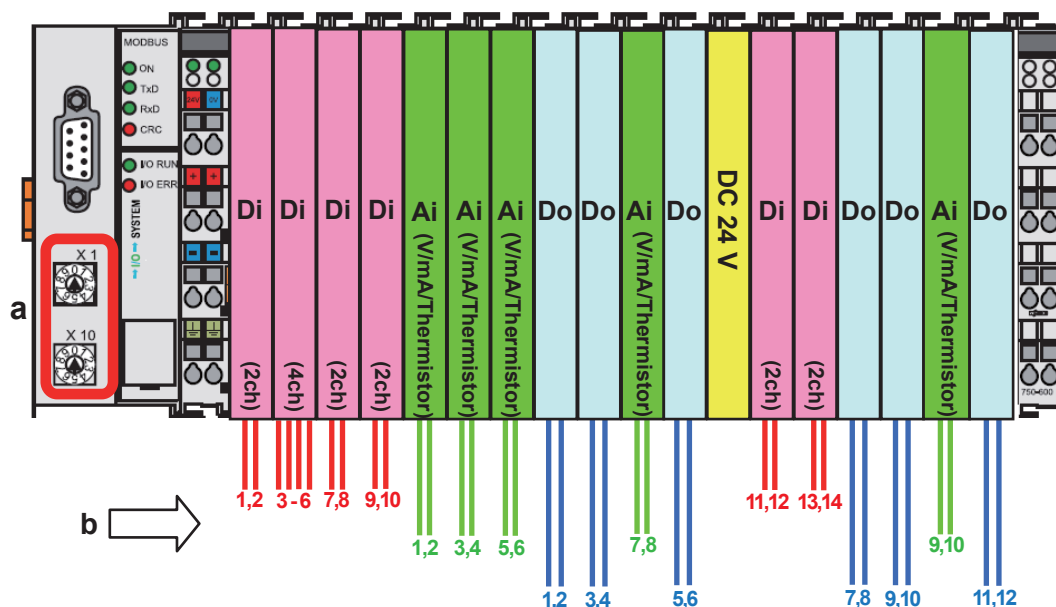 MODBUS
ON
TxD
RxD
CRC
I/O RUN
I/O ERR
I/O
SYSTEM
24V
0V
+
+
a
X 1
X 10
Di
(2ch)
Di
(4ch)
Di
(2ch)
Di
(2ch)
Ai
(V/mA/Thermistor)
Ai
(V/mA/Thermistor)
Ai
(V/mA/Thermistor)
Do
Do
Ai
(V/mA/Thermistor)
Do
DC 24 V
Di
(2ch)
Di
(2ch)
Do
Do
Ai
(V/mA/Thermistor)
Do
750-600
b
1,2
3 - 6
7,8
9,10
11,12
13,14
1,2
3,4
5,6
7,8
9,10
1,2
3,4
5,6
7,8
9,10
11,12